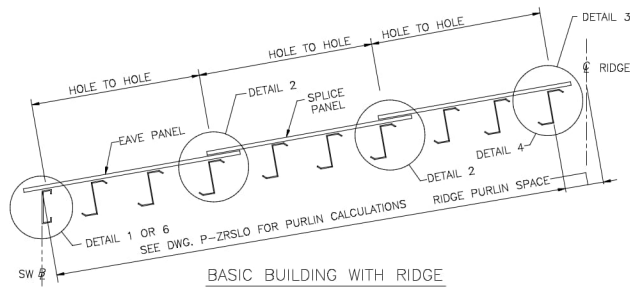 DETAIL 3
HOLE TO HOLE
HOLE TO HOLE
HOLE TO HOLE
℄ RIDGE
DETAIL 2
SPLICE
PANEL
EAVE PANEL
DETAIL 4
DETAIL 2
RIDGE PURLIN SPACE
DETAIL 1 OR 6
SEE DWG. P-ZRSLO FOR PURLIN CALCULATIONS
SW
BASIC BUILDING WITH RIDGE